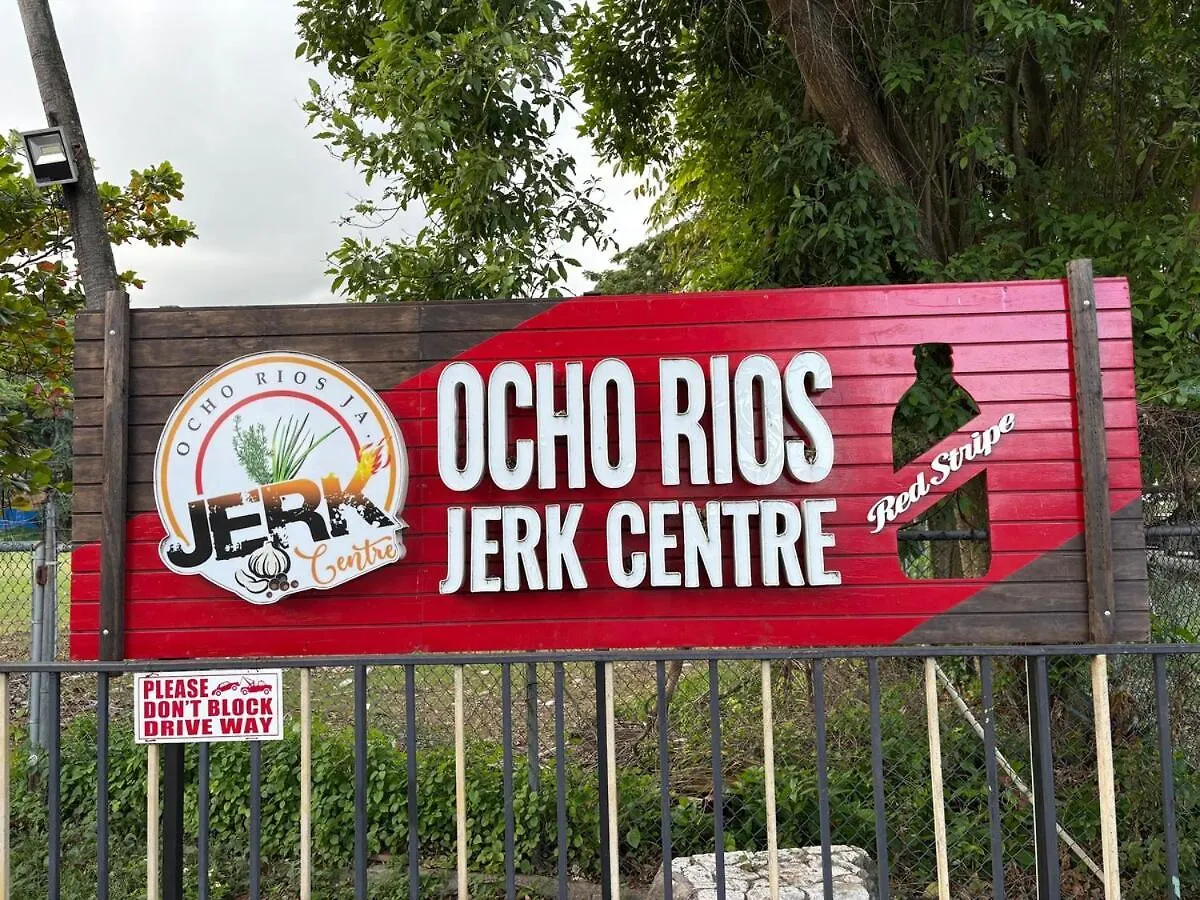 OCHO RIOS JA.
JERK
Centre
OCHO RIOS
JERK CENTRE
Red Stripe
PLEASE
DON'T BLOCK
DRIVE WAY